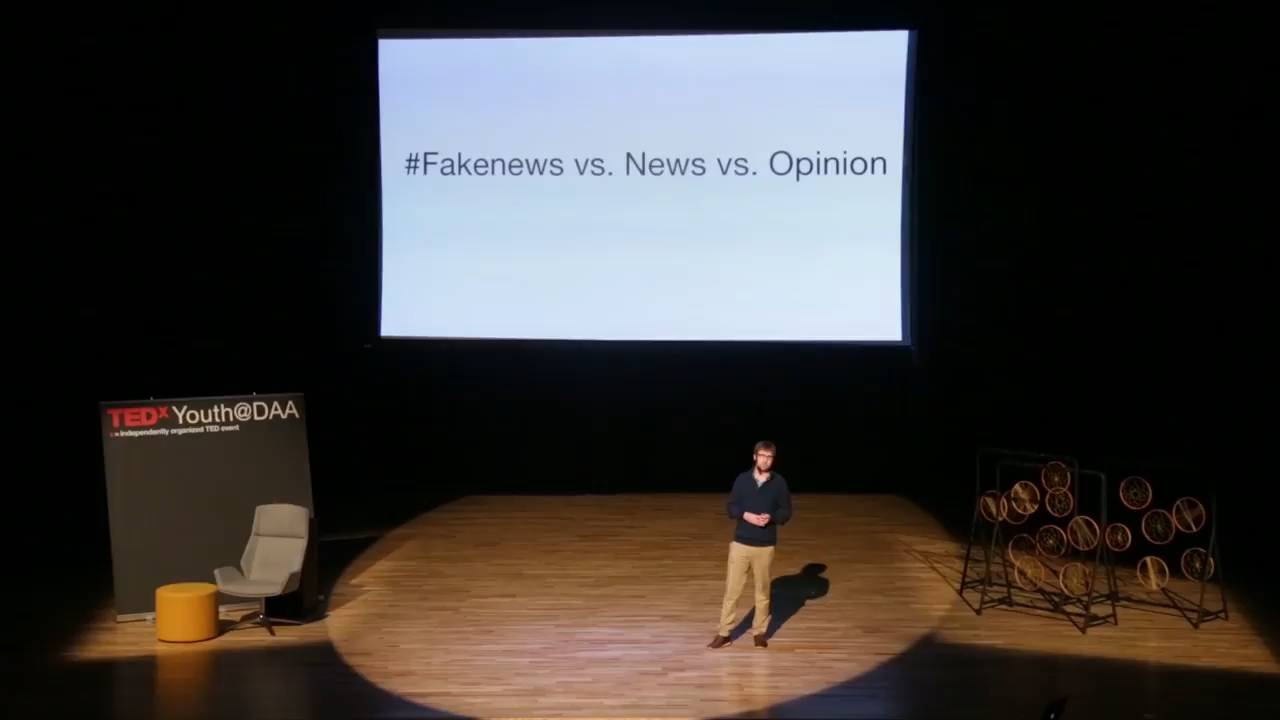 #Fakenews vs. News vs. Opinion
TEDx Youth@DAA
x = independently organized TED event